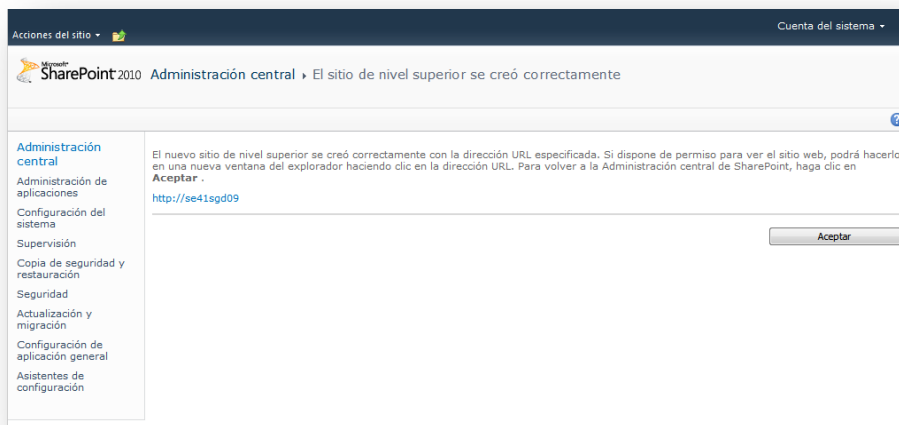 Acciones del sitio
Cuenta del sistema
Microsoft
SharePoint 2010 Administración central ▸ El sitio de nivel superior se creó correctamente
Administración
central
Administración de
aplicaciones
Configuración del
sistema
Supervisión
Copia de seguridad y
restauración
Seguridad
Actualización y
migración
Configuración de
aplicación general
Asistentes de
configuración
El nuevo sitio de nivel superior se creó correctamente con la dirección URL especificada. Si dispone de permiso para ver el sitio web, podrá hacerlo
en una nueva ventana del explorador haciendo clic en la dirección URL. Para volver a la Administración central de SharePoint, haga clic en
Aceptar .
http://se41sgd09
Aceptar